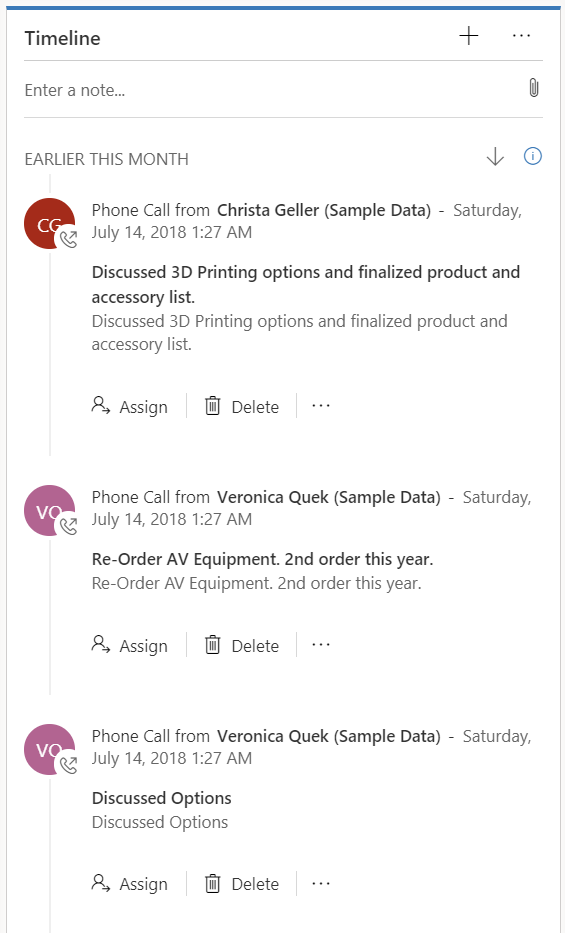 Timeline
Enter a note...
EARLIER THIS MONTH
CG
Phone Call from Christa Geller (Sample Data) - Saturday,
July 14, 2018 1:27 AM
Discussed 3D Printing options and finalized product and
accessory list.
Discussed 3D Printing options and finalized product and
accessory list.
Assign Delete
VQ
Phone Call from Veronica Quek (Sample Data) - Saturday,
July 14, 2018 1:27 AM
Re-Order AV Equipment. 2nd order this year.
Re-Order AV Equipment. 2nd order this year.
Assign Delete
VQ
Phone Call from Veronica Quek (Sample Data) - Saturday,
July 14, 2018 1:27 AM
Discussed Options
Discussed Options
Assign Delete